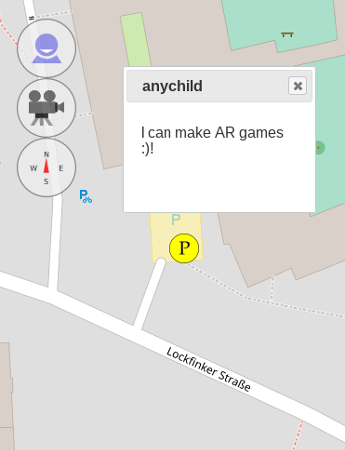 anychild
I can make AR games
:)!
N
W E
S
P
P
P
Lockfinker Straße